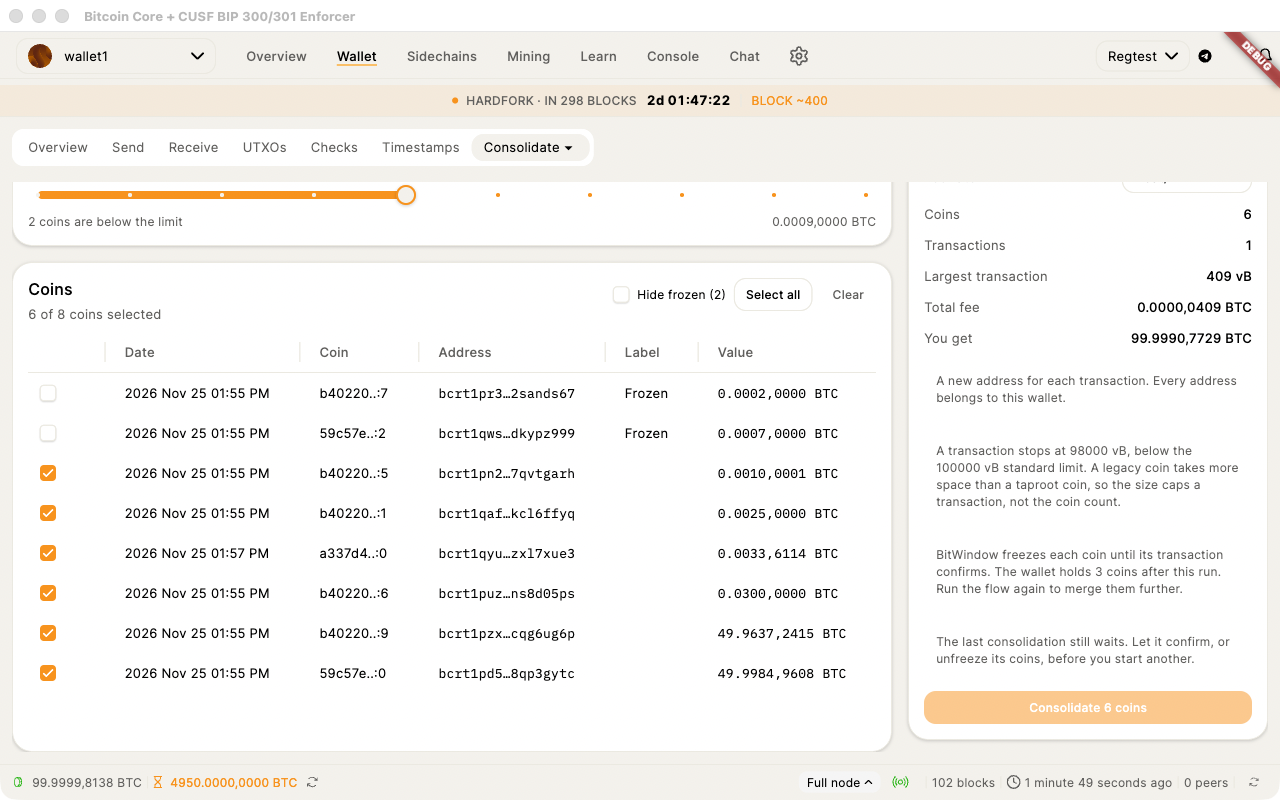 Bitcoin Core + CUSF BIP 300/301 Enforcer
wallet1
Overview
Wallet
Sidechains
Mining
Learn
Console
Chat
Regtest
DEBUG
HARDFORK · IN 298 BLOCKS 2d 01:47:22 BLOCK ~400
Overview
Send
Receive
UTXOs
Checks
Timestamps
Consolidate
2 coins are below the limit
0.0009,0000 BTC
Coins
6 of 8 coins selected
Hide frozen (2)
Select all
Clear
Date Coin Address Label Value
2026 Nov 25 01:55 PM b40220..:7 bcrt1pr3…2sands67 Frozen 0.0002,0000 BTC
2026 Nov 25 01:55 PM 59c57e..:2 bcrt1qws…dkypz999 Frozen 0.0007,0000 BTC
2026 Nov 25 01:55 PM b40220..:5 bcrt1pn2…7qvtgarh 0.0010,0001 BTC
2026 Nov 25 01:55 PM b40220..:1 bcrt1qaf…kcl6ffyq 0.0025,0000 BTC
2026 Nov 25 01:57 PM a337d4..:0 bcrt1qyu…zxl7xue3 0.0033,6114 BTC
2026 Nov 25 01:55 PM b40220..:6 bcrt1puz…ns8d05ps 0.0300,0000 BTC
2026 Nov 25 01:55 PM b40220..:9 bcrt1pzx…cqg6ug6p 49.9637,2415 BTC
2026 Nov 25 01:55 PM 59c57e..:0 bcrt1pd5…8qp3gytc 49.9984,9608 BTC
Coins 6
Transactions 1
Largest transaction 409 vB
Total fee 0.0000,0409 BTC
You get 99.9990,7729 BTC
A new address for each transaction. Every address
belongs to this wallet.
A transaction stops at 98000 vB, below the
100000 vB standard limit. A legacy coin takes more
space than a taproot coin, so the size caps a
transaction, not the coin count.
BitWindow freezes each coin until its transaction
confirms. The wallet holds 3 coins after this run.
Run the flow again to merge them further.
The last consolidation still waits. Let it confirm, or
unfreeze its coins, before you start another.
Consolidate 6 coins
99.9999,8138 BTC
4950.0000,0000 BTC
Full node
102 blocks
1 minute 49 seconds ago
0 peers